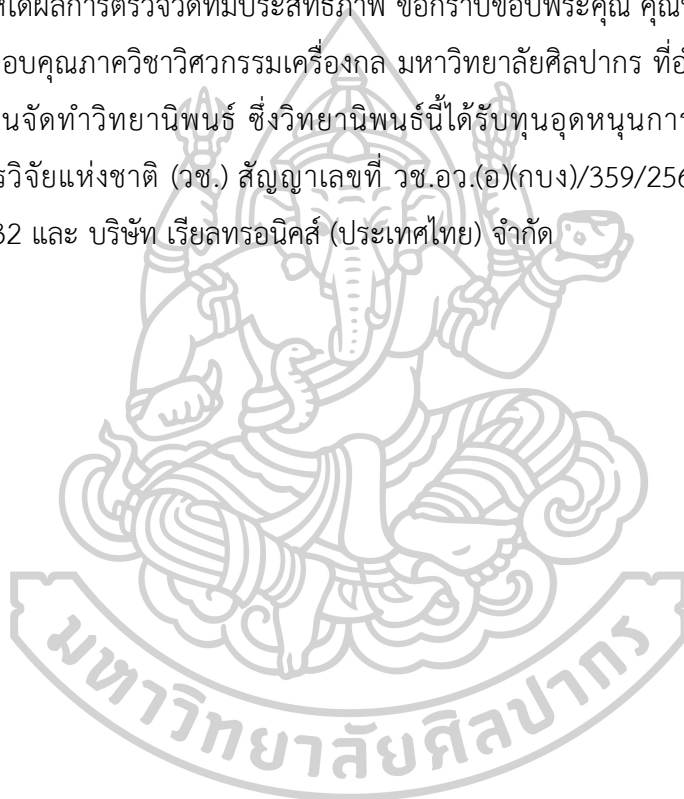 ได้ผลการตรวจวัดที่มีประสิทธิภาพ ขอกราบขอบพระคุณ
อบคุณภาควิชาวิศวกรรมเครื่องกล มหาวิทยาลัยศิลปากร ที่
นจัดทำวิทยานิพนธ์ ซึ่งวิทยานิพนธ์นี้ได้รับทุนอุดหนุนการ
รวิจัยแห่งชาติ (วช.) สัญญาเลขที่ วช.อว.(อ)(กบง)/359/256
32 และ บริษัท เรียลทรอนิคส์ (ประเทศไทย) จำกัด
มหาวิทยาลัยศิลปากร